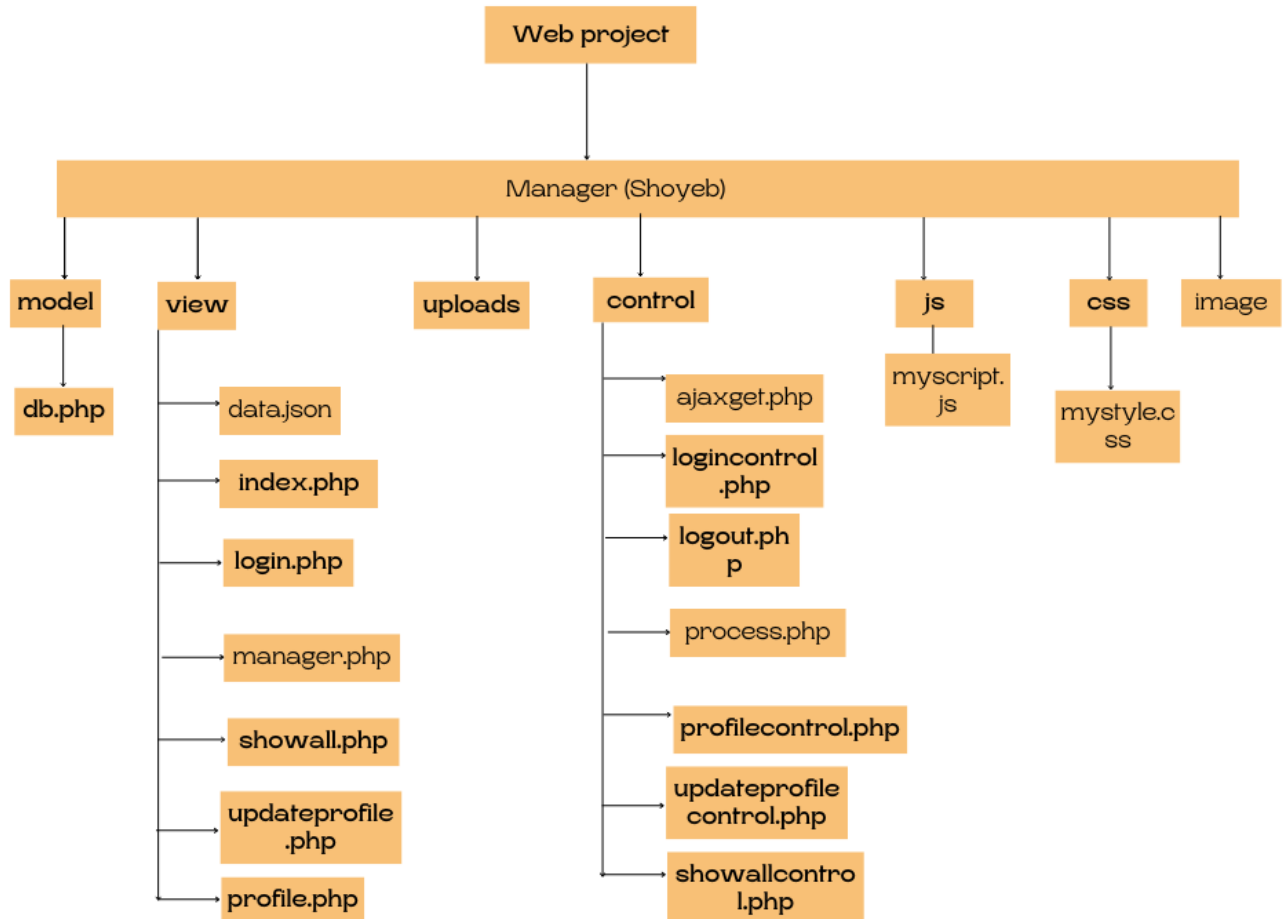 Web project
Manager (Shoyeb)
model
view
uploads
control
js
css
image
db.php
data.json
index.php
login.php
manager.php
showall.php
updateprofile
.php
profile.php
ajaxget.php
logincontrol
.php
logout.ph
p
process.php
profilecontrol.php
updateprofile
control.php
showallcontro
l.php
myscript.
js
mystyle.c
ss